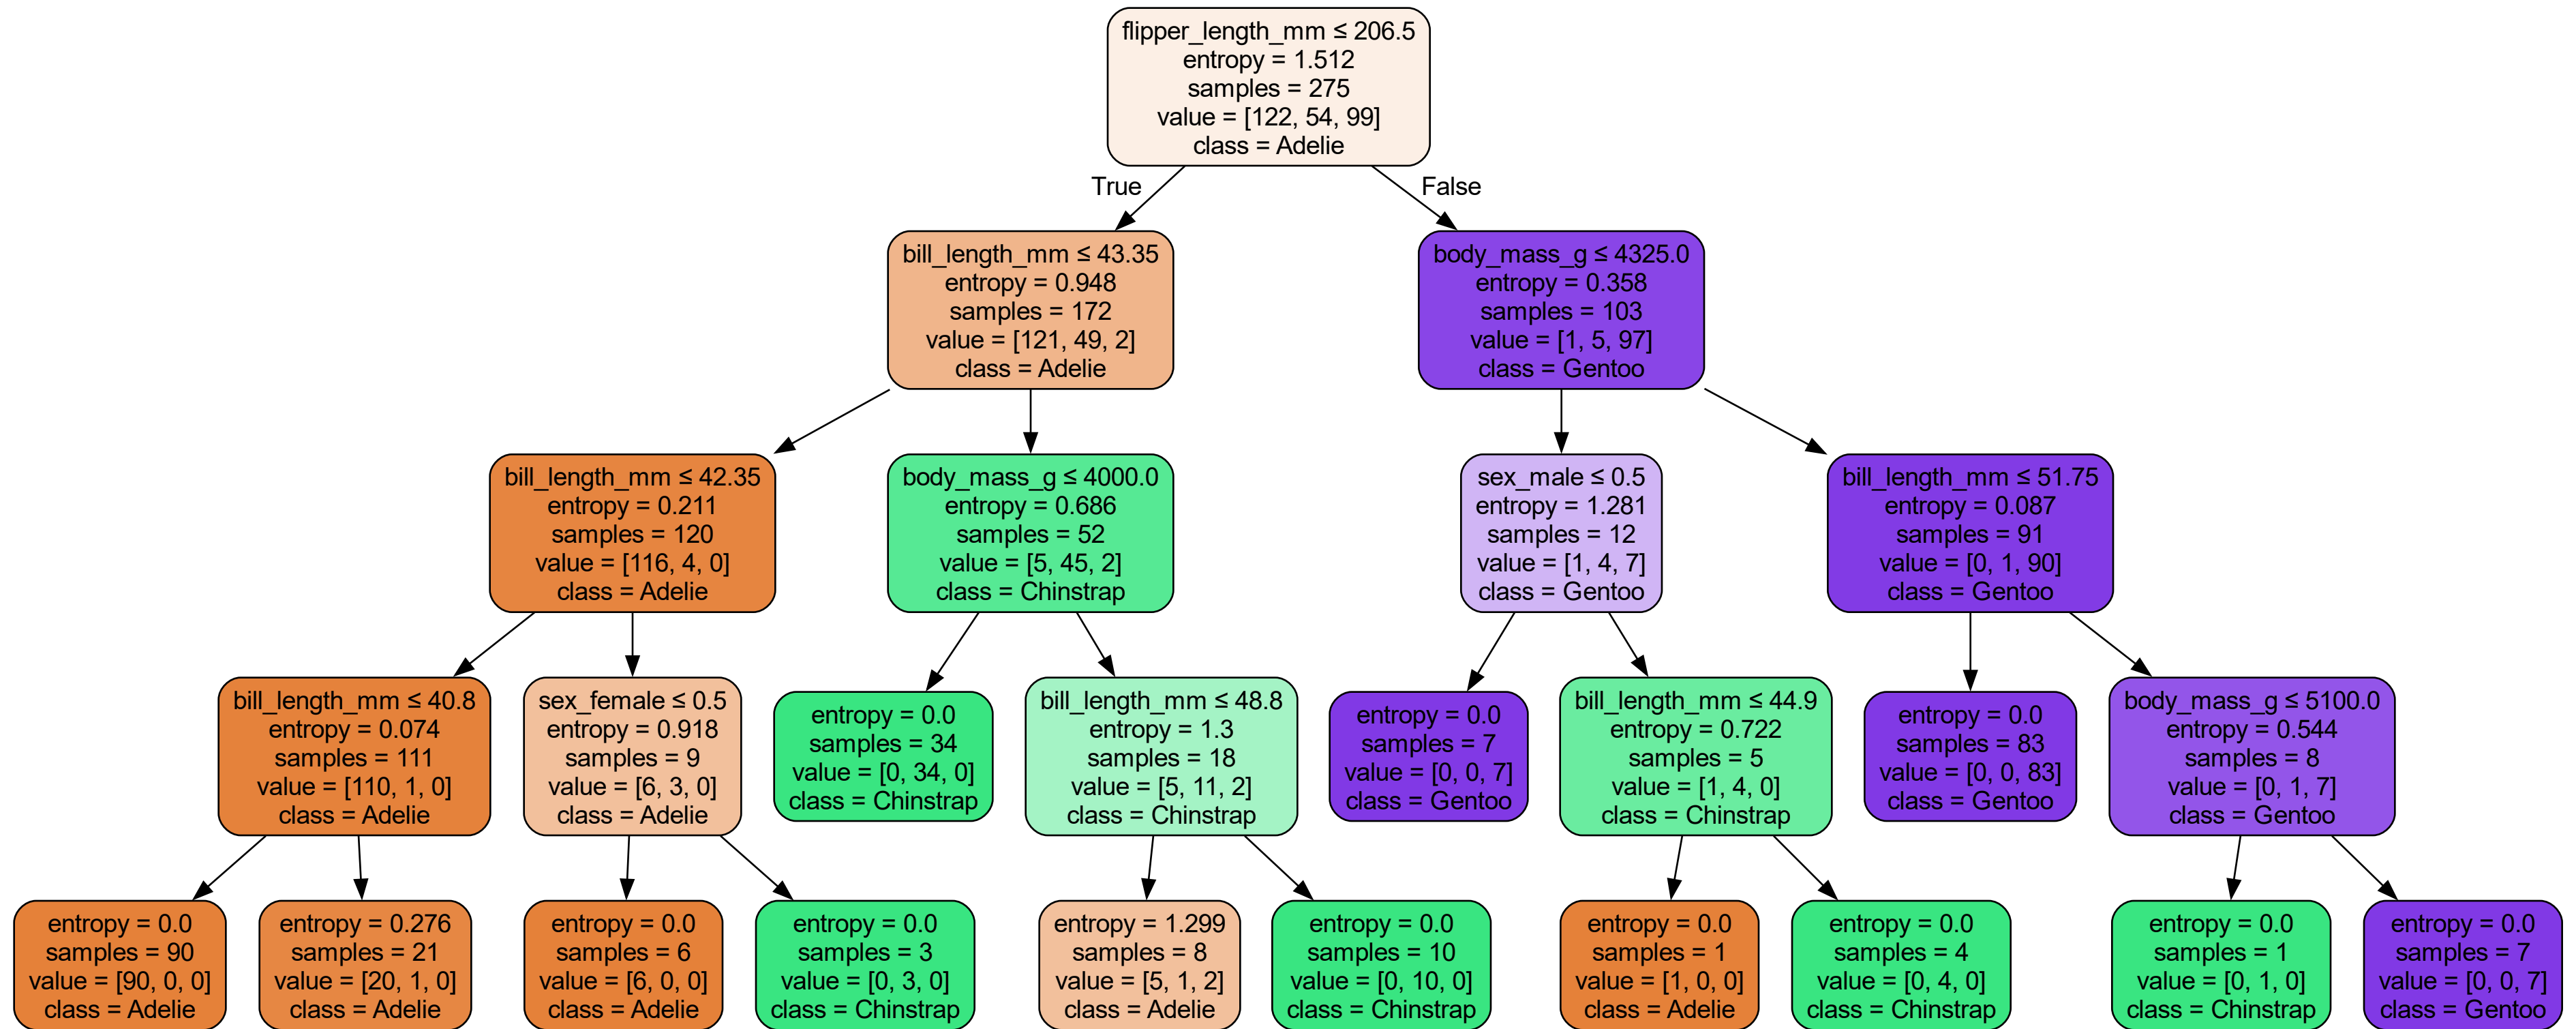 flipper_length_mm ≤ 206.5
entropy = 1.512
samples = 275
value = [122, 54, 99]
class = Adelie
True
False
bill_length_mm ≤ 43.35
entropy = 0.948
samples = 172
value = [121, 49, 2]
class = Adelie
body_mass_g ≤ 4325.0
entropy = 0.358
samples = 103
value = [1, 5, 97]
class = Gentoo
bill_length_mm ≤ 42.35
entropy = 0.211
samples = 120
value = [116, 4, 0]
class = Adelie
body_mass_g ≤ 4000.0
entropy = 0.686
samples = 52
value = [5, 45, 2]
class = Chinstrap
sex_male ≤ 0.5
entropy = 1.281
samples = 12
value = [1, 4, 7]
class = Gentoo
bill_length_mm ≤ 51.75
entropy = 0.087
samples = 91
value = [0, 1, 90]
class = Gentoo
bill_length_mm ≤ 40.8
entropy = 0.074
samples = 111
value = [110, 1, 0]
class = Adelie
sex_female ≤ 0.5
entropy = 0.918
samples = 9
value = [6, 3, 0]
class = Adelie
entropy = 0.0
samples = 34
value = [0, 34, 0]
class = Chinstrap
bill_length_mm ≤ 48.8
entropy = 1.3
samples = 18
value = [5, 11, 2]
class = Chinstrap
entropy = 0.0
samples = 7
value = [0, 0, 7]
class = Gentoo
bill_length_mm ≤ 44.9
entropy = 0.722
samples = 5
value = [1, 4, 0]
class = Chinstrap
entropy = 0.0
samples = 83
value = [0, 0, 83]
class = Gentoo
body_mass_g ≤ 5100.0
entropy = 0.544
samples = 8
value = [0, 1, 7]
class = Gentoo
entropy = 0.0
samples = 90
value = [90, 0, 0]
class = Adelie
entropy = 0.276
samples = 21
value = [20, 1, 0]
class = Adelie
entropy = 0.0
samples = 6
value = [6, 0, 0]
class = Adelie
entropy = 0.0
samples = 3
value = [0, 3, 0]
class = Chinstrap
entropy = 1.299
samples = 8
value = [5, 1, 2]
class = Adelie
entropy = 0.0
samples = 10
value = [0, 10, 0]
class = Chinstrap
entropy = 0.0
samples = 1
value = [1, 0, 0]
class = Adelie
entropy = 0.0
samples = 4
value = [0, 4, 0]
class = Chinstrap
entropy = 0.0
samples = 1
value = [0, 1, 0]
class = Chinstrap
entropy = 0.0
samples = 7
value = [0, 0, 7]
class = Gentoo